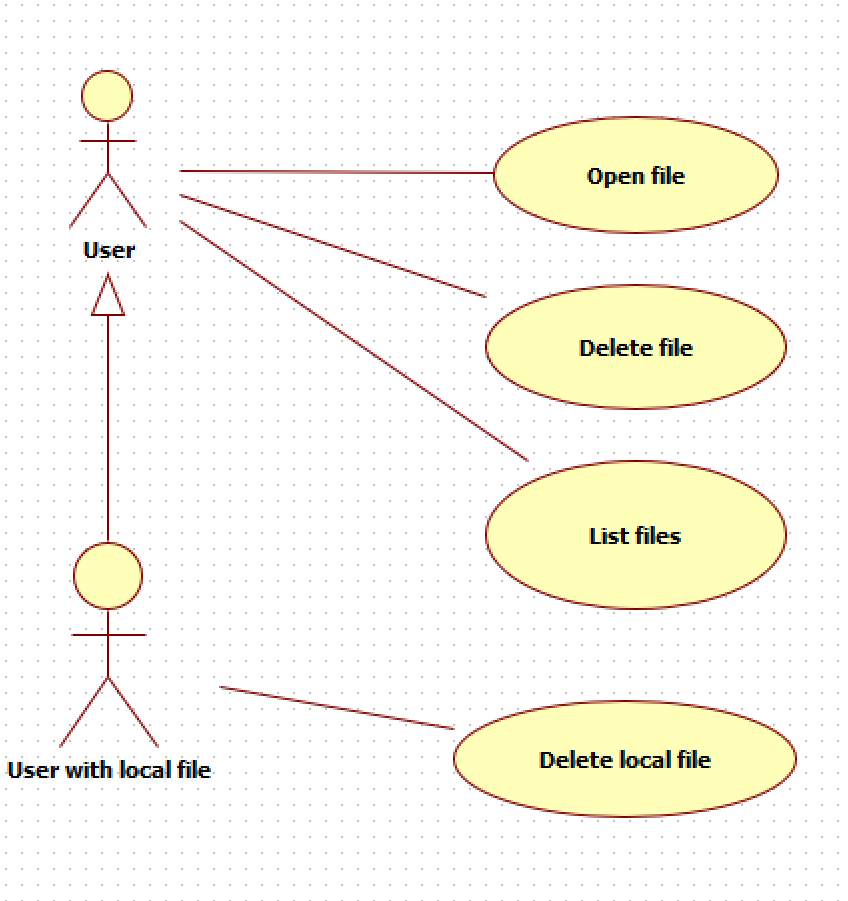 Open file
User
Delete file
List files
Delete local file
User with local file